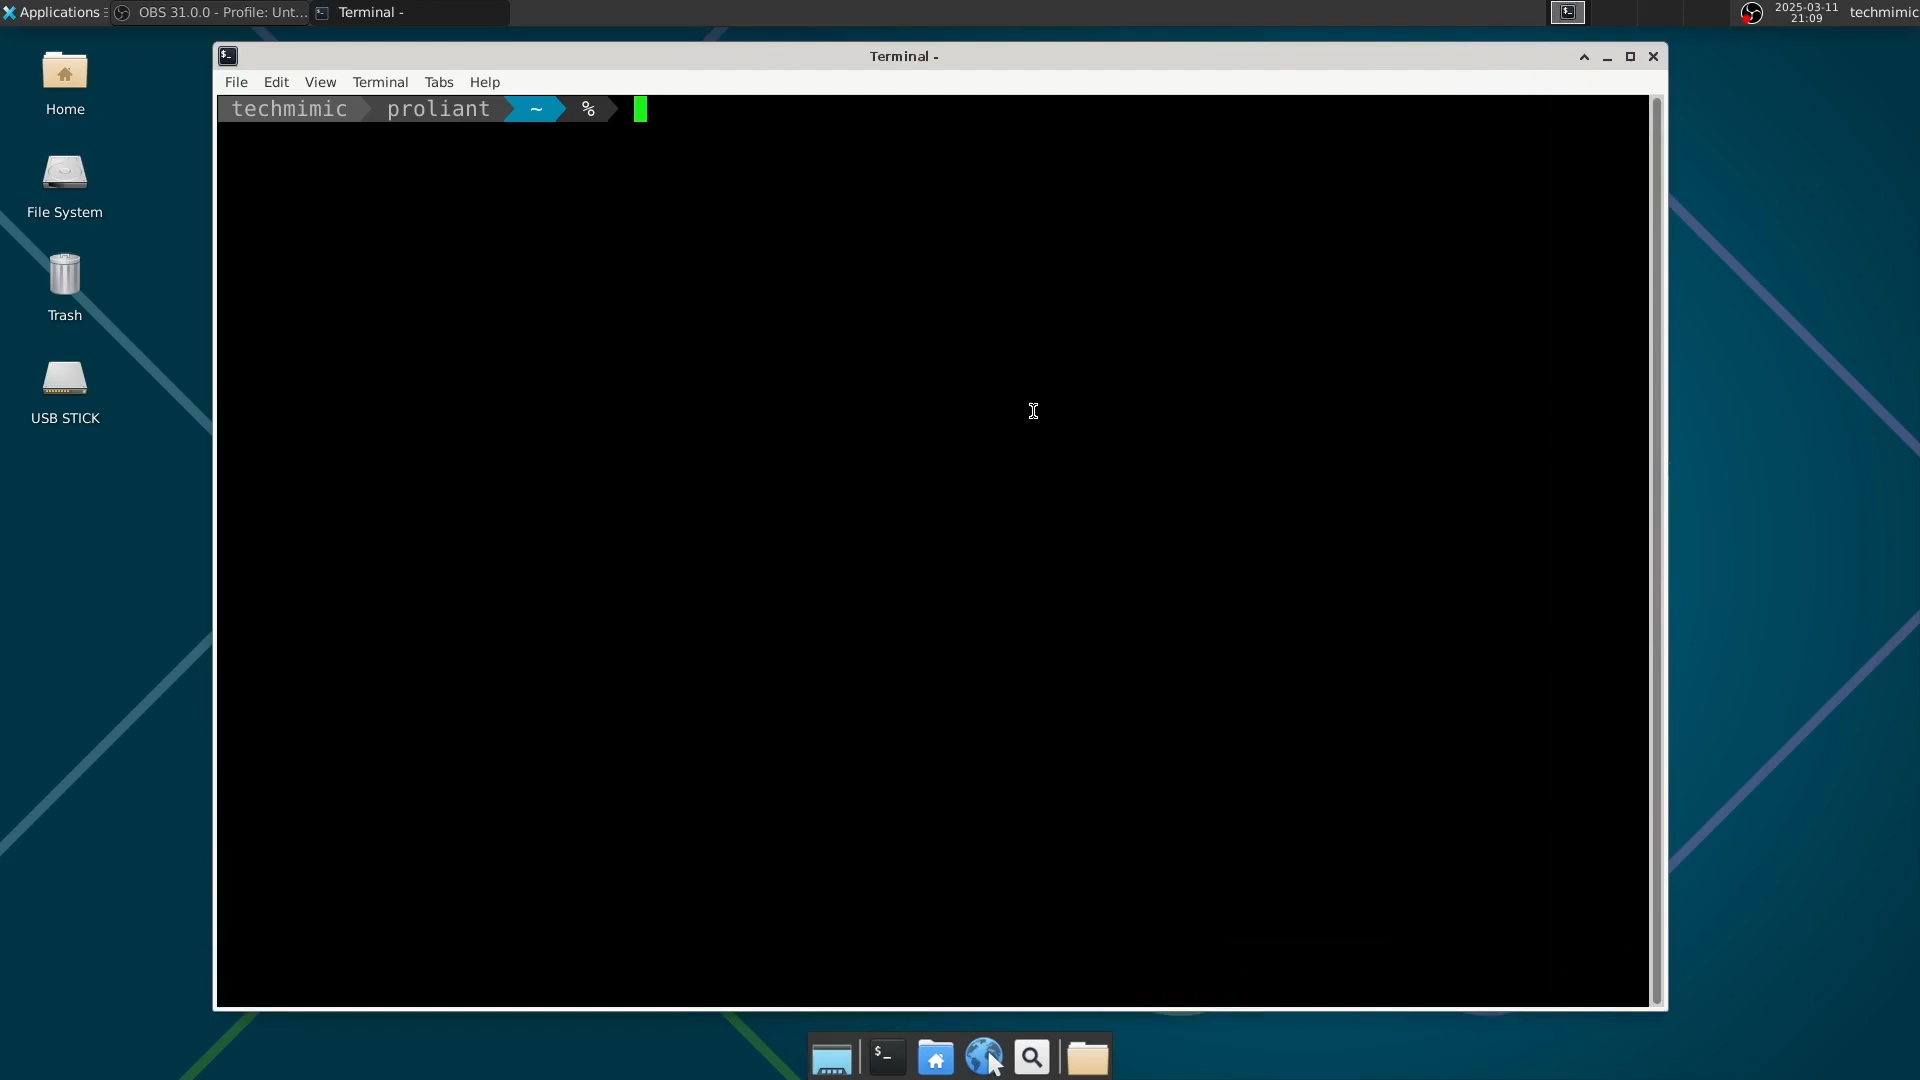 Applications OBS 31.0.0 - Profile: Unt... Terminal - 2025-03-11 techmimic
21:09
Terminal -
File Edit View Terminal Tabs Help
techmimic proliant ~ %
Home
File System
Trash
USB STICK
$_